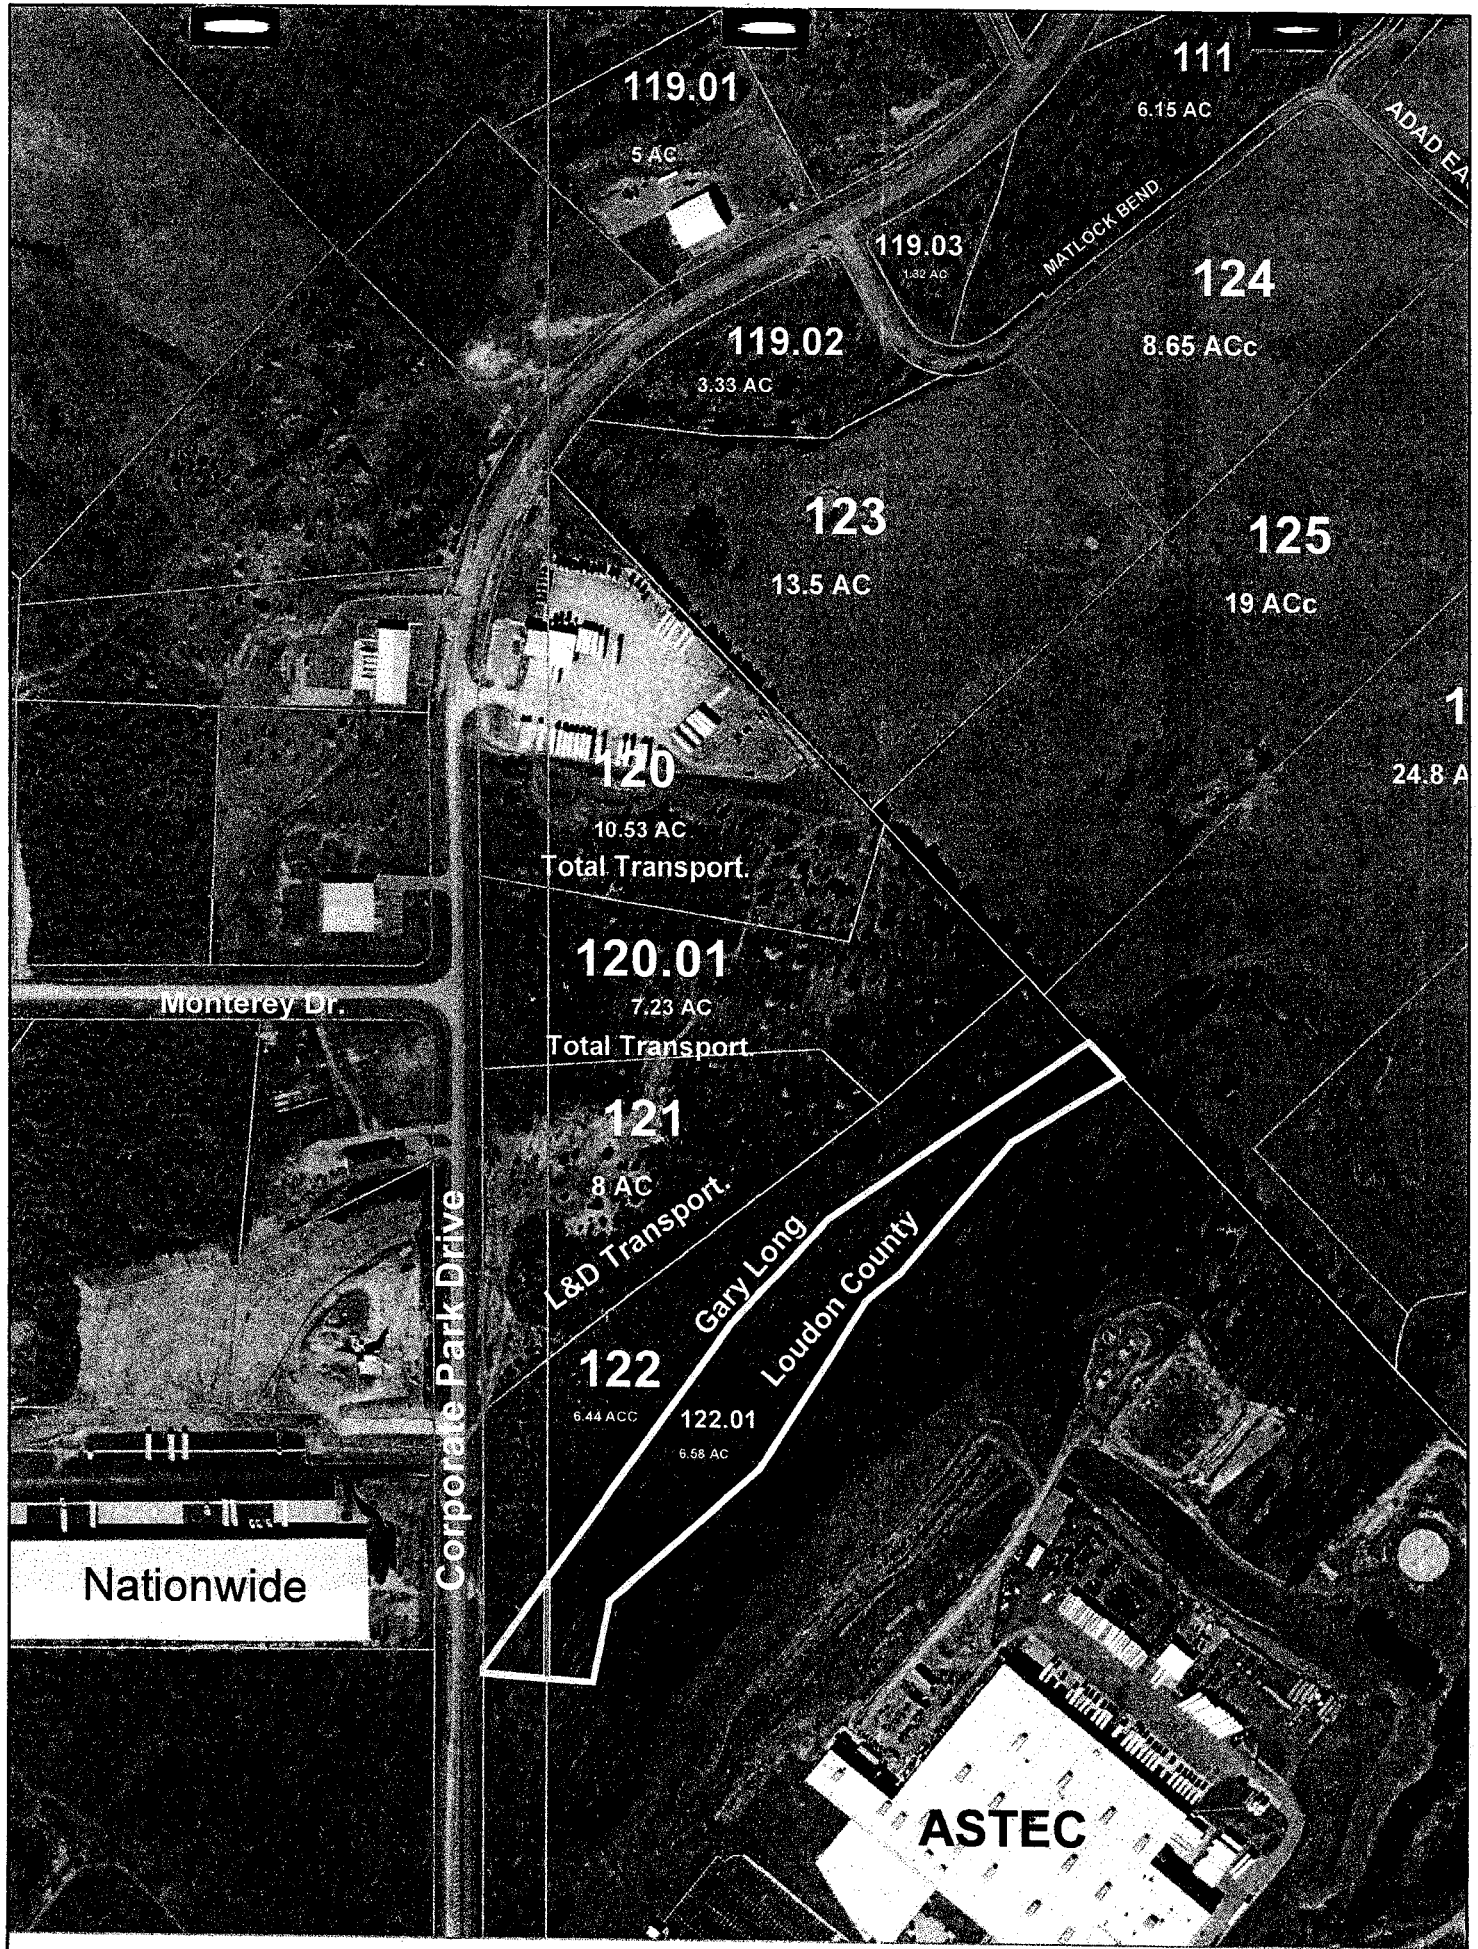 111
6.15 AC
119.01
5 AC
ADAD EA
MATLOCK BEND
119.03
1.32 AC
124
8.65 ACc
119.02
3.33 AC
123
13.5 AC
125
19 ACc
1
24.8 A
120
10.53 AC
Total Transport.
120.01
7.23 AC
Total Transport.
Monterey Dr.
121
8 AC
L&D Transport.
Gary Long
Loudon County
Corporate Park Drive
122
6.44 ACC
122.01
6.58 AC
Nationwide
ASTEC